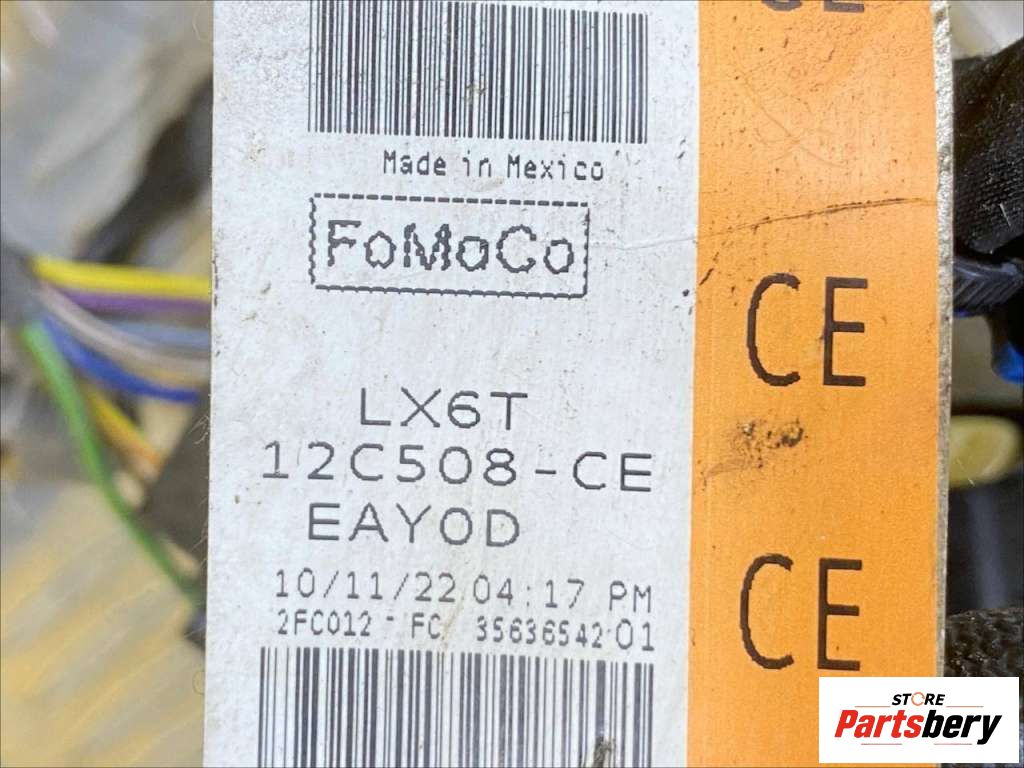 Made in Mexico
FoMoCo
CE
LX6T
12C508-CE
EAY0D
CE
10/11/22 04:17 PM
2FC012 - FC 35636542 01
STORE
Partsbery